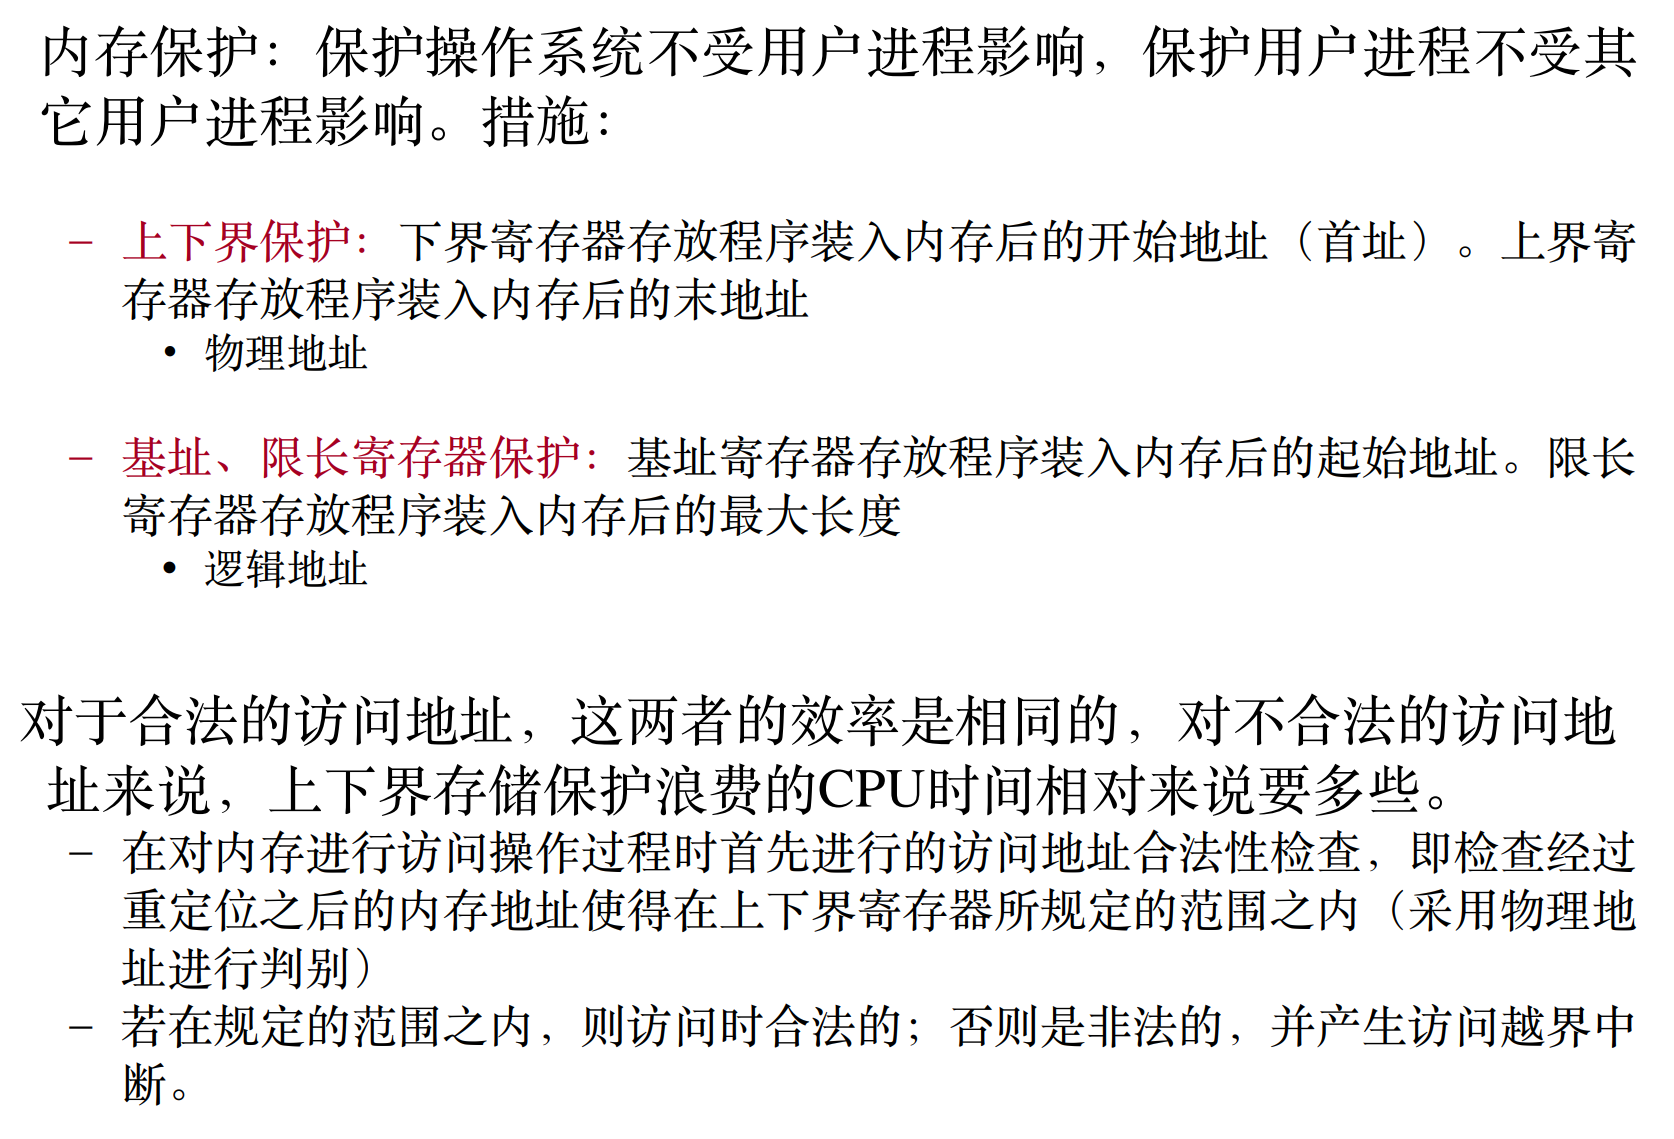 内存保护：保护操作系统不受用户进程影响，保护用户进程不受其
它用户进程影响。措施：
– 上下界保护：下界寄存器存放程序装入内存后的开始地址（首址）。上界寄
存器存放程序装入内存后的末地址
• 物理地址
– 基址、限长寄存器保护：基址寄存器存放程序装入内存后的起始地址。限长
寄存器存放程序装入内存后的最大长度
• 逻辑地址
对于合法的访问地址，这两者的效率是相同的，对不合法的访问地
址来说，上下界存储保护浪费的CPU时间相对来说要多些。
– 在对内存进行访问操作过程时首先进行的访问地址合法性检查，即检查经过
重定位之后的内存地址使得在上下界寄存器所规定的范围之内（采用物理地
址进行判别）
– 若在规定的范围之内，则访问时合法的；否则是非法的，并产生访问越界中
断。